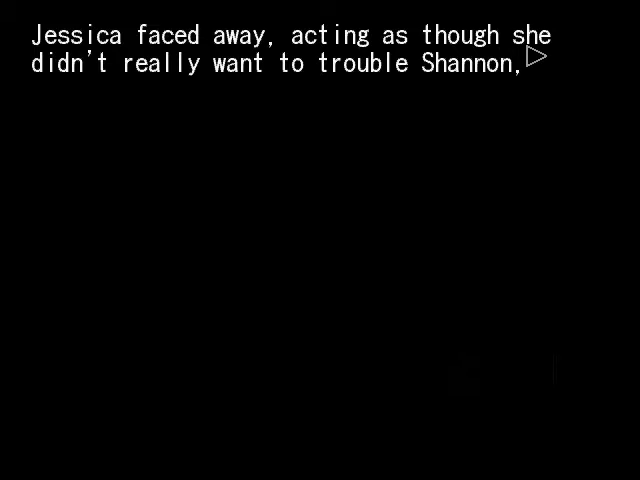 Jessica faced away, acting as though she
didn't really want to trouble Shannon,